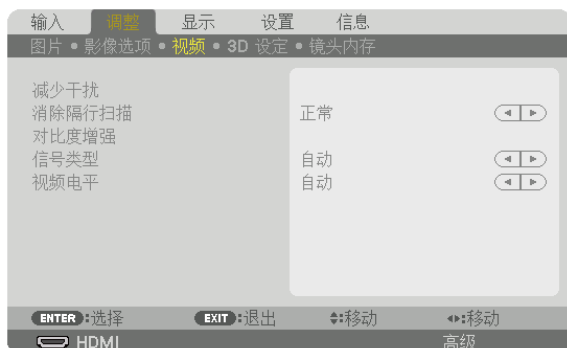 输入 调整 显示 设置 信息
图片 • 影像选项 • 视频 • 3D 设定 • 镜头内存
减少干扰
消除隔行扫描 正常
对比度增强
信号类型 自动
视频电平 自动
ENTER:选择 EXIT:退出 :移动 :移动
HDMI 高级